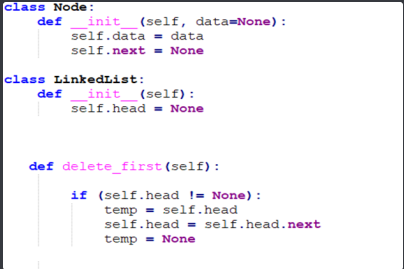 class Node:
    def __init__(self, data=None):
        self.data = data
        self.next = None
class LinkedList:
    def __init__(self):
        self.head = None
   def delete_first(self):
        if (self.head != None):
            temp = self.head
            self.head = self.head.next
            temp = None